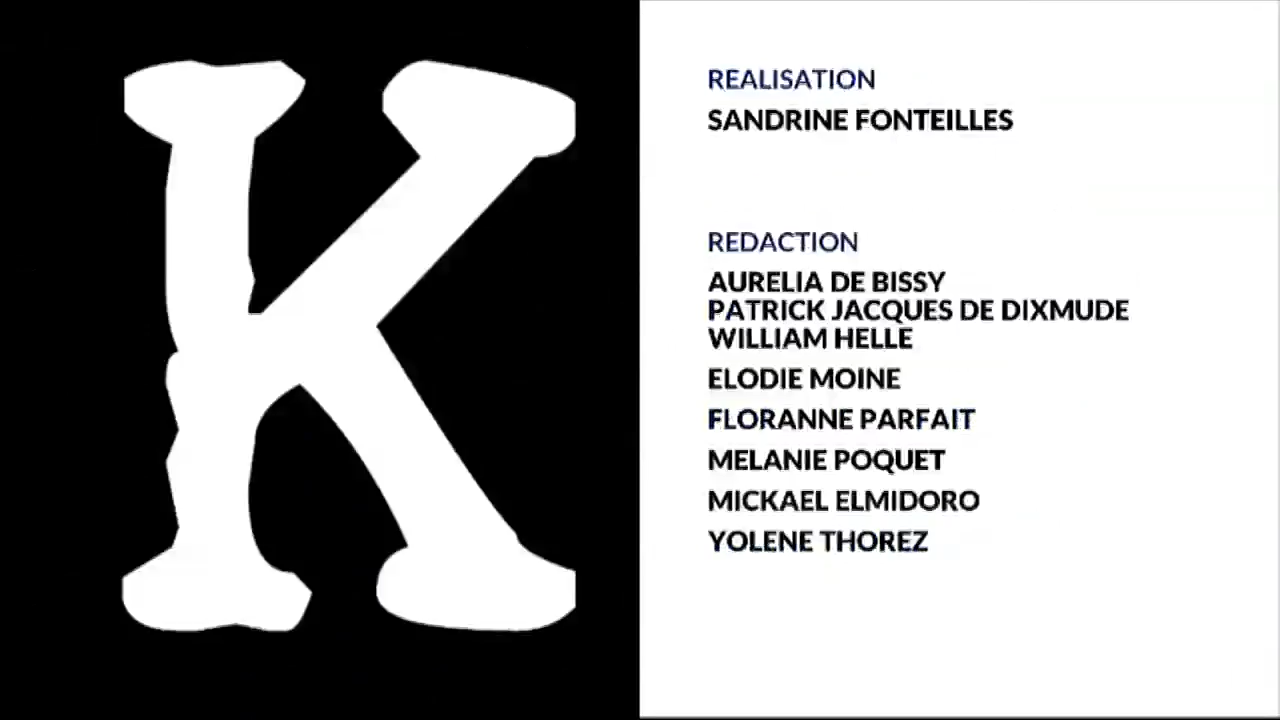 K
REALISATION
SANDRINE FONTEILLES
REDACTION
AURELIA DE BISSY
PATRICK JACQUES DE DIXMUDE
WILLIAM HELLE
ELODIE MOINE
FLORANNE PARFAIT
MELANIE POQUET
MICKAEL ELMIDORO
YOLENE THOREZ